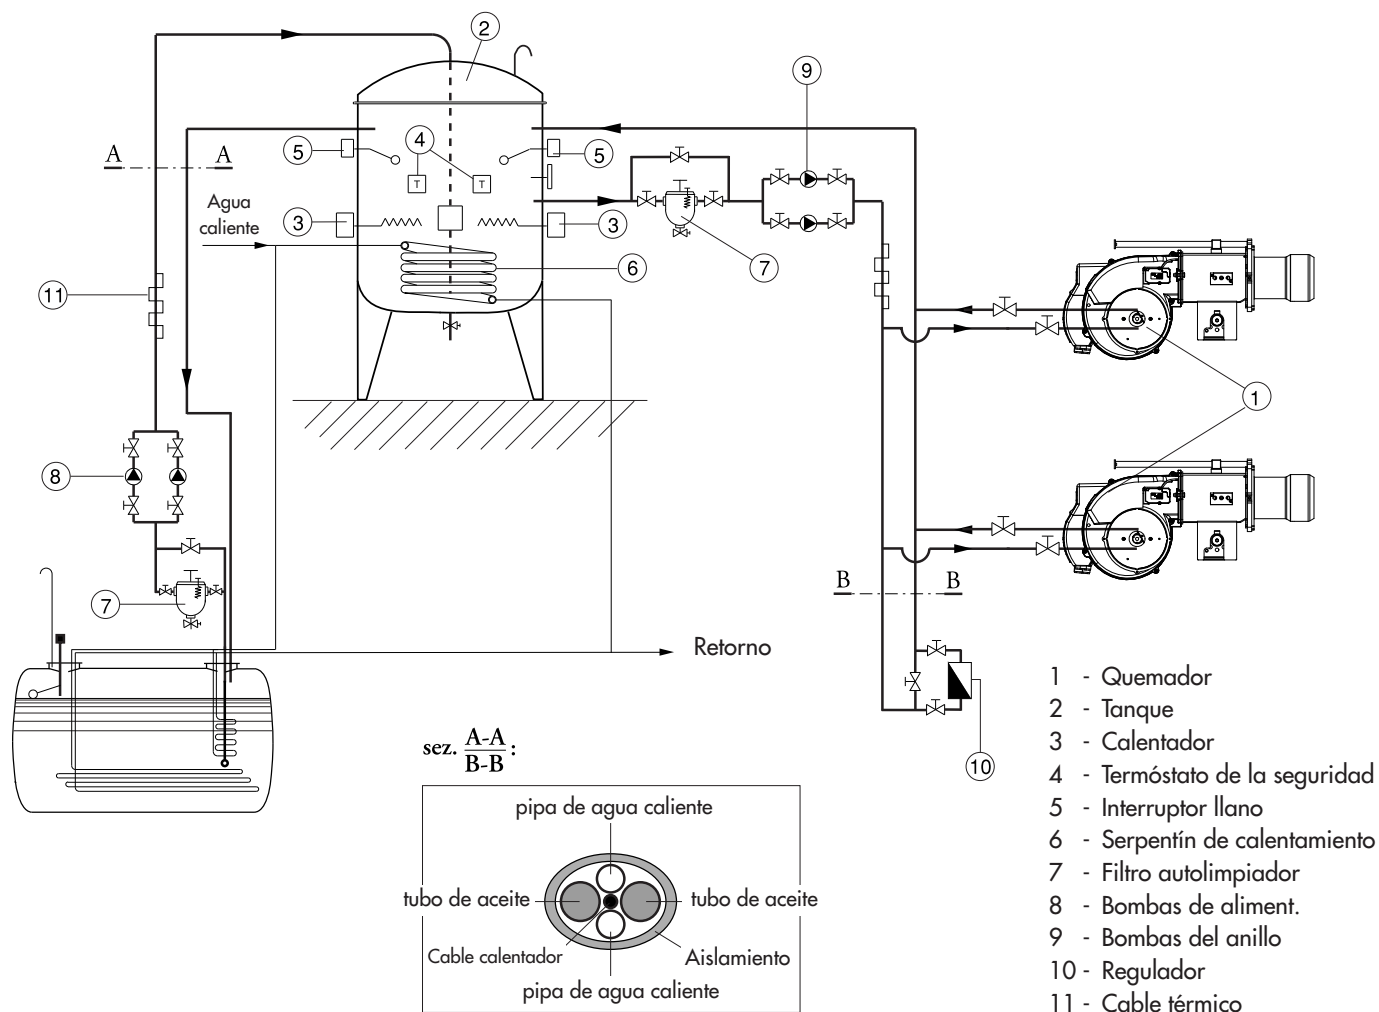 2
9
A
A
5
4
5
T
T
Agua
caliente
3
3
6
7
11
1
8
7
B
B
Retorno
10
sez. A-A
B-B :
pipa de agua caliente
tubo de aceite
tubo de aceite
Cable calentador
Aislamiento
pipa de agua caliente
1 - Quemador
2 - Tanque
3 - Calentador
4 - Termóstato de la seguridad
5 - Interruptor llano
6 - Serpentín de calentamiento
7 - Filtro autolimpiador
8 - Bombas de aliment.
9 - Bombas del anillo
10 - Regulador
11 - Cable térmico